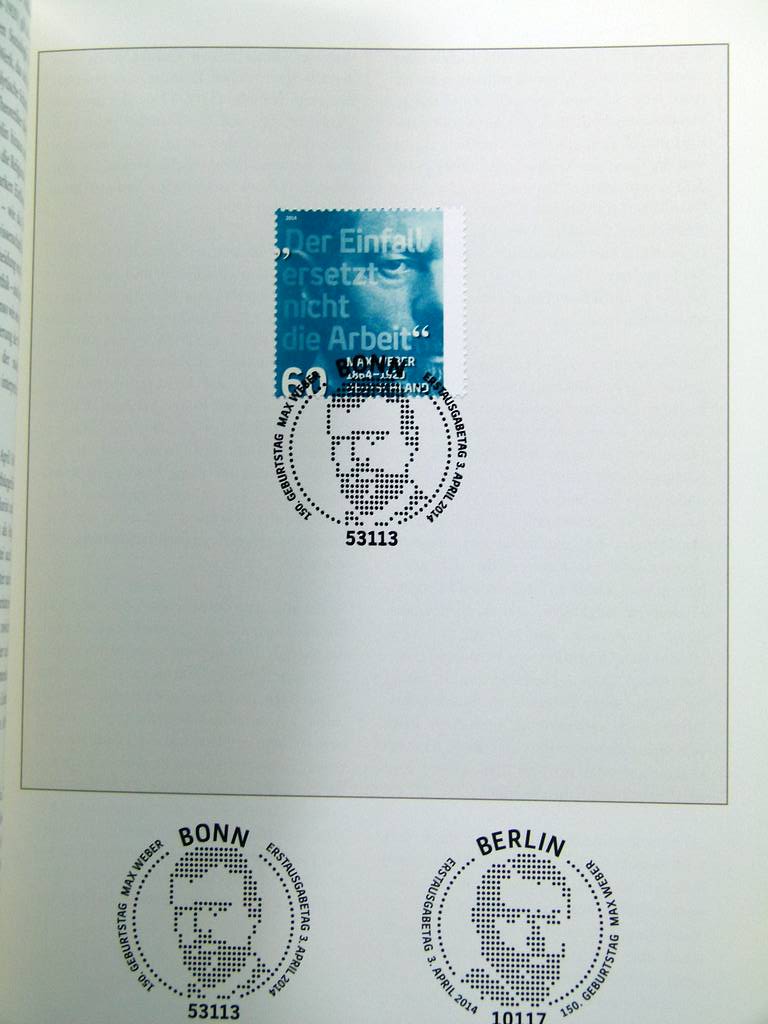 2014
„Der Einfall
ersetzt
nicht
die Arbeit“
MAX WEBER
1864–1920
DEUTSCHLAND
60
BONN
150. GEBURTSTAG MAX WEBER
ERSTAUSGABETAG 3. APRIL 2014
53113
BONN
150. GEBURTSTAG MAX WEBER
ERSTAUSGABETAG 3. APRIL 2014
53113
BERLIN
ERSTAUSGABETAG 3. APRIL 2014
150. GEBURTSTAG MAX WEBER
10117